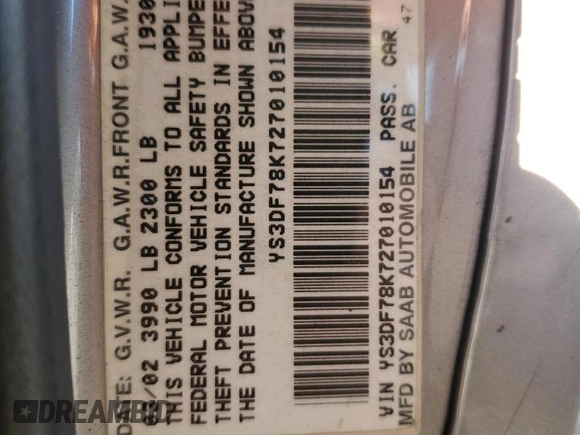 DATE: G.V.W.R. G.A.W.R.FRONT G.A.W.
03/02 3990 LB 2300 LB 1930
THIS VEHICLE CONFORMS TO ALL APPLI
FEDERAL MOTOR VEHICLE SAFETY BUMPE
THEFT PREVENTION STANDARDS IN EFFE
THE DATE OF MANUFACTURE SHOWN ABOV
YS3DF78K727010154
VIN YS3DF78K727010154 PASS. CAR
MFD BY SAAB AUTOMOBILE AB 47
DREAMBID